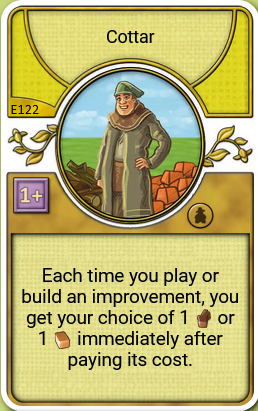 Cottar
E122
1+
Each time you play or
build an improvement, you
get your choice of 1 or
1 immediately after
paying its cost.